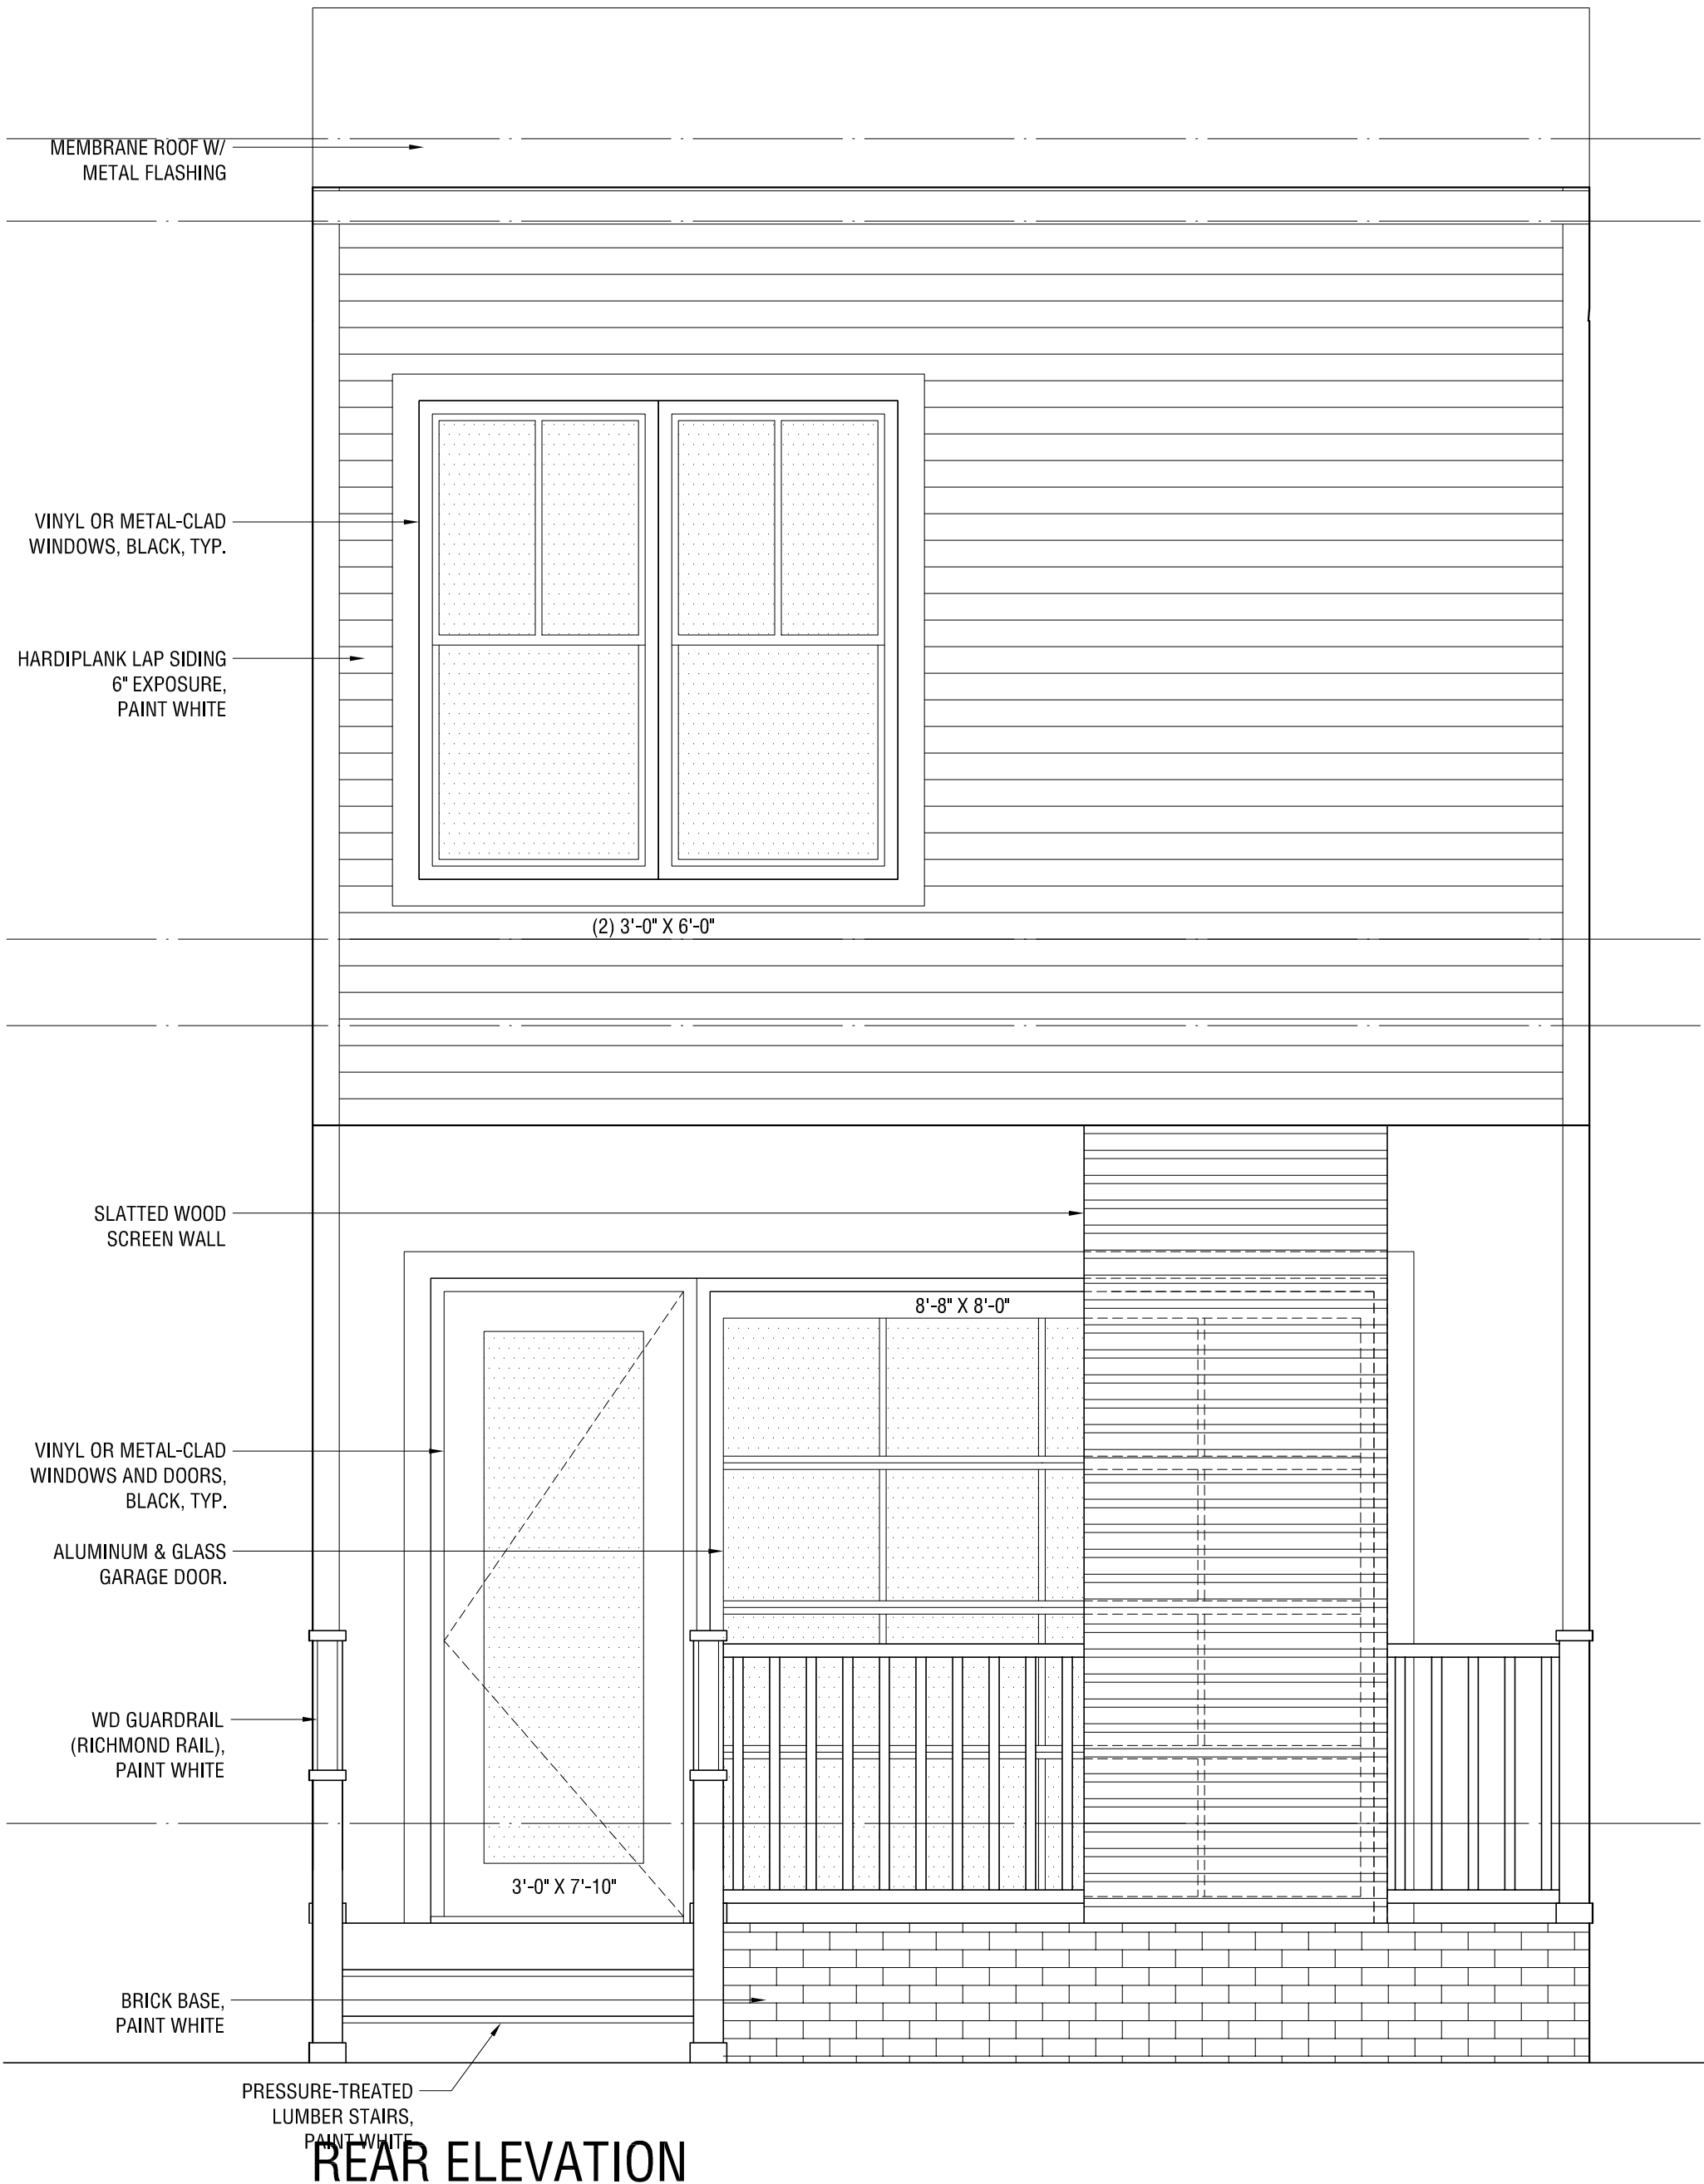 MEMBRANE ROOF W/
METAL FLASHING
VINYL OR METAL-CLAD
WINDOWS, BLACK, TYP.
HARDIPLANK LAP SIDING
6" EXPOSURE,
PAINT WHITE
(2) 3'-0" X 6'-0"
SLATTED WOOD
SCREEN WALL
8'-8" X 8'-0"
VINYL OR METAL-CLAD
WINDOWS AND DOORS,
BLACK, TYP.
ALUMINUM & GLASS
GARAGE DOOR.
WD GUARDRAIL
(RICHMOND RAIL),
PAINT WHITE
3'-0" X 7'-10"
BRICK BASE,
PAINT WHITE
PRESSURE-TREATED
LUMBER STAIRS,
PAINT WHITE
REAR ELEVATION